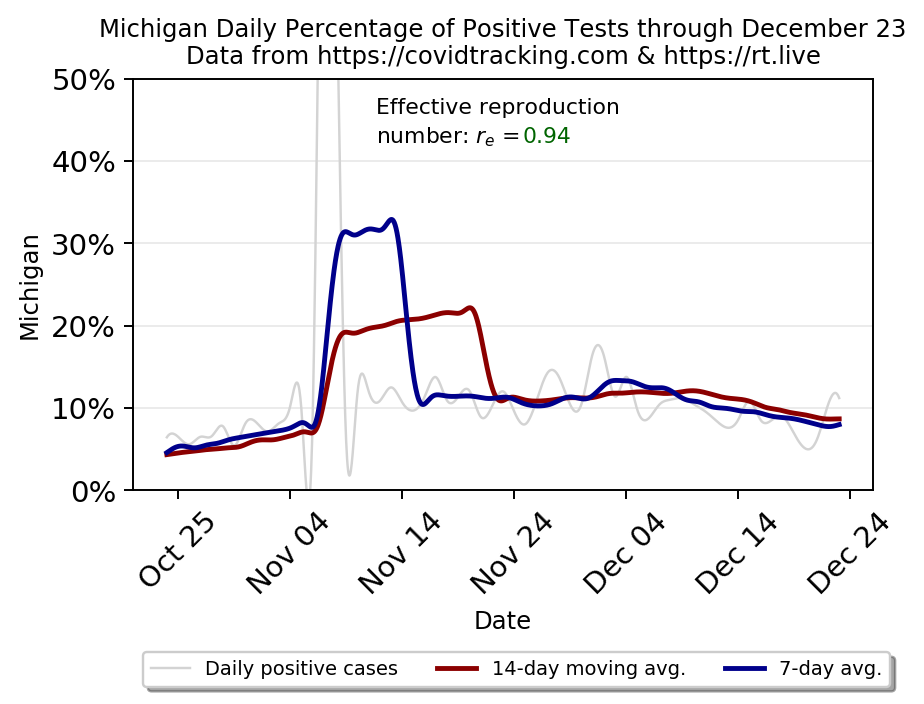 Michigan Daily Percentage of Positive Tests through December 23
Data from https://covidtracking.com & https://rt.live
50%
40%
30%
20%
10%
0%
Michigan
Effective reproduction
number: rₑ =0.94
Oct 25
Nov 04
Nov 14
Nov 24
Dec 04
Dec 14
Dec 24
Date
Daily positive cases
14-day moving avg.
7-day avg.